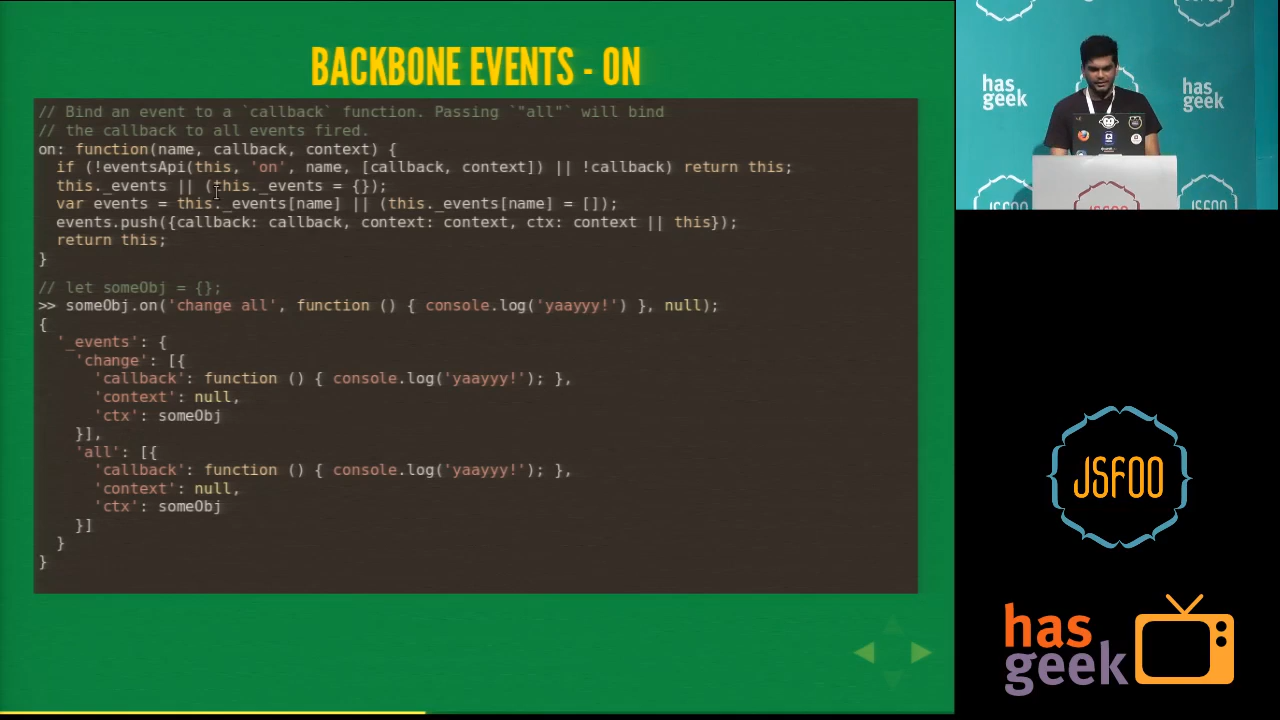 BACKBONE EVENTS - ON
// Bind an event to a `callback` function. Passing `"all"` will bind
// the callback to all events fired.
on: function(name, callback, context) {
if (!eventsApi(this, 'on', name, [callback, context]) || !callback) return this;
this._events || (this._events = {});
var events = this._events[name] || (this._events[name] = []);
events.push({callback: callback, context: context, ctx: context || this});
return this;
}
// let someObj = {};
>> someObj.on('change all', function () { console.log('yaayyy!') }, null);
{
'_events': {
'change': [{
'callback': function () { console.log('yaayyy!'); },
'context': null,
'ctx': someObj
}],
'all': [{
'callback': function () { console.log('yaayyy!'); },
'context': null,
'ctx': someObj
}]
}
}
has
geek
has
geek
JSFOO
JSFOO
JSFOO
has
geek